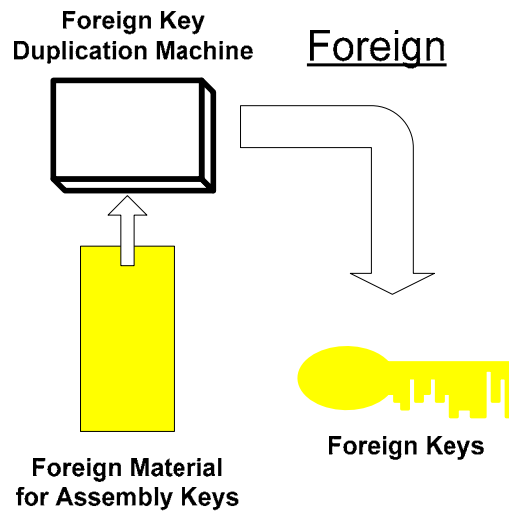 Foreign Key
Duplication Machine
Foreign
Foreign Keys
Foreign Material
for Assembly Keys